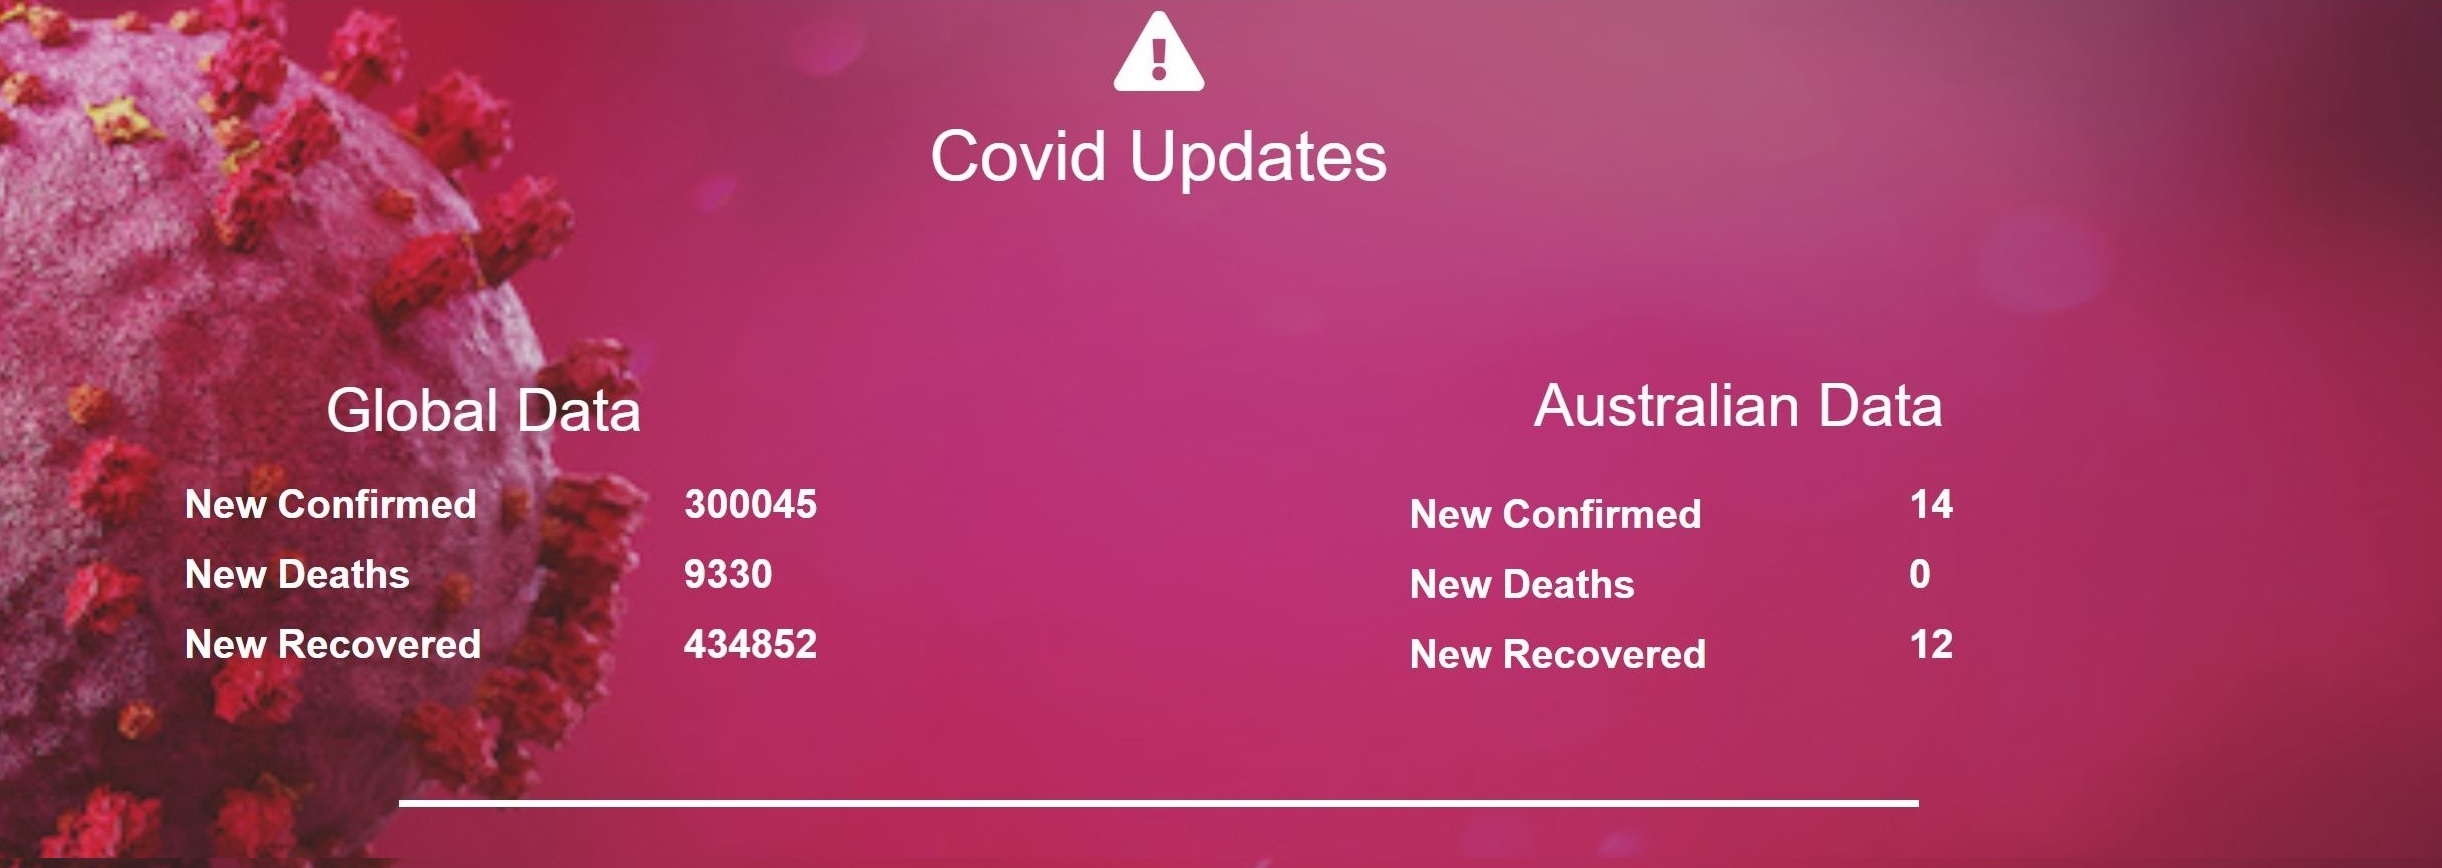 Covid Updates
Global Data
New Confirmed 300045
New Deaths 9330
New Recovered 434852
Australian Data
New Confirmed 14
New Deaths 0
New Recovered 12